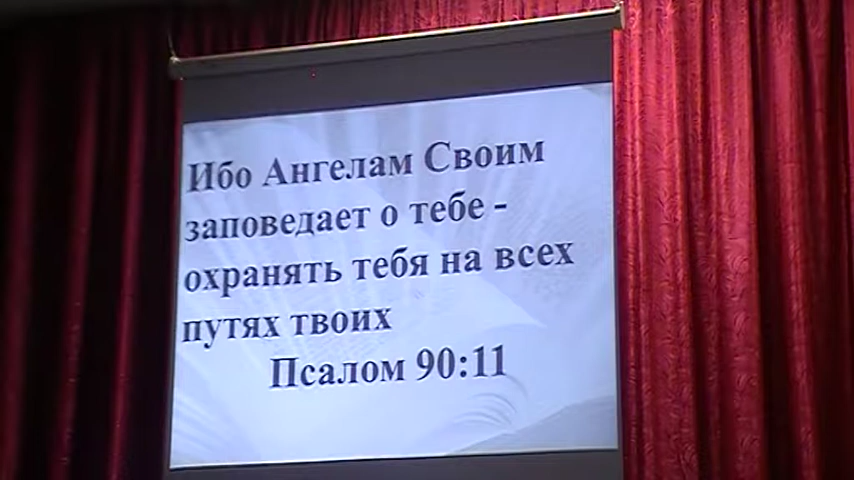 Ибо Ангелам Своим
заповедает о тебе -
охранять тебя на всех
путях твоих
Псалом 90:11